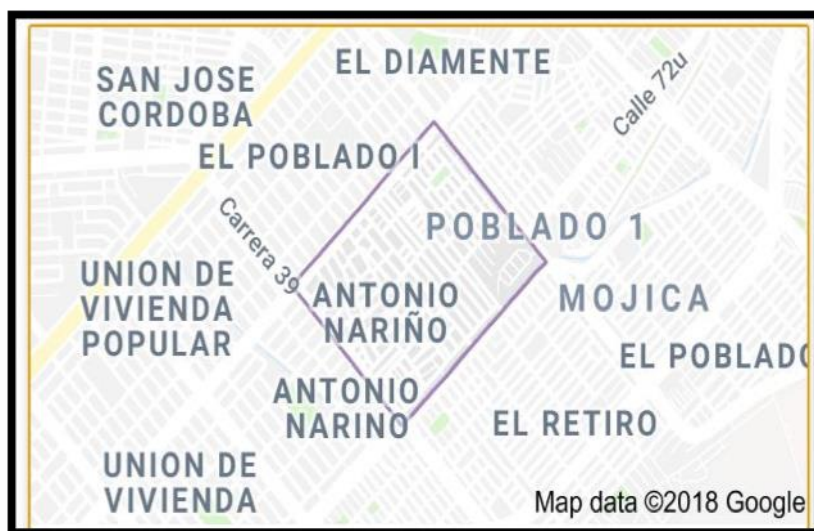 EL DIAMENTE
SAN JOSE
CORDOBA
Calle 72u
EL POBLADO I
Carrera 39
POBLADO 1
UNION DE
VIVIENDA
POPULAR
ANTONIO
NARIÑO
MOJICA
EL POBLADO
ANTONIO
NARINO
EL RETIRO
UNION DE
VIVIENDA
Map data ©2018 Google